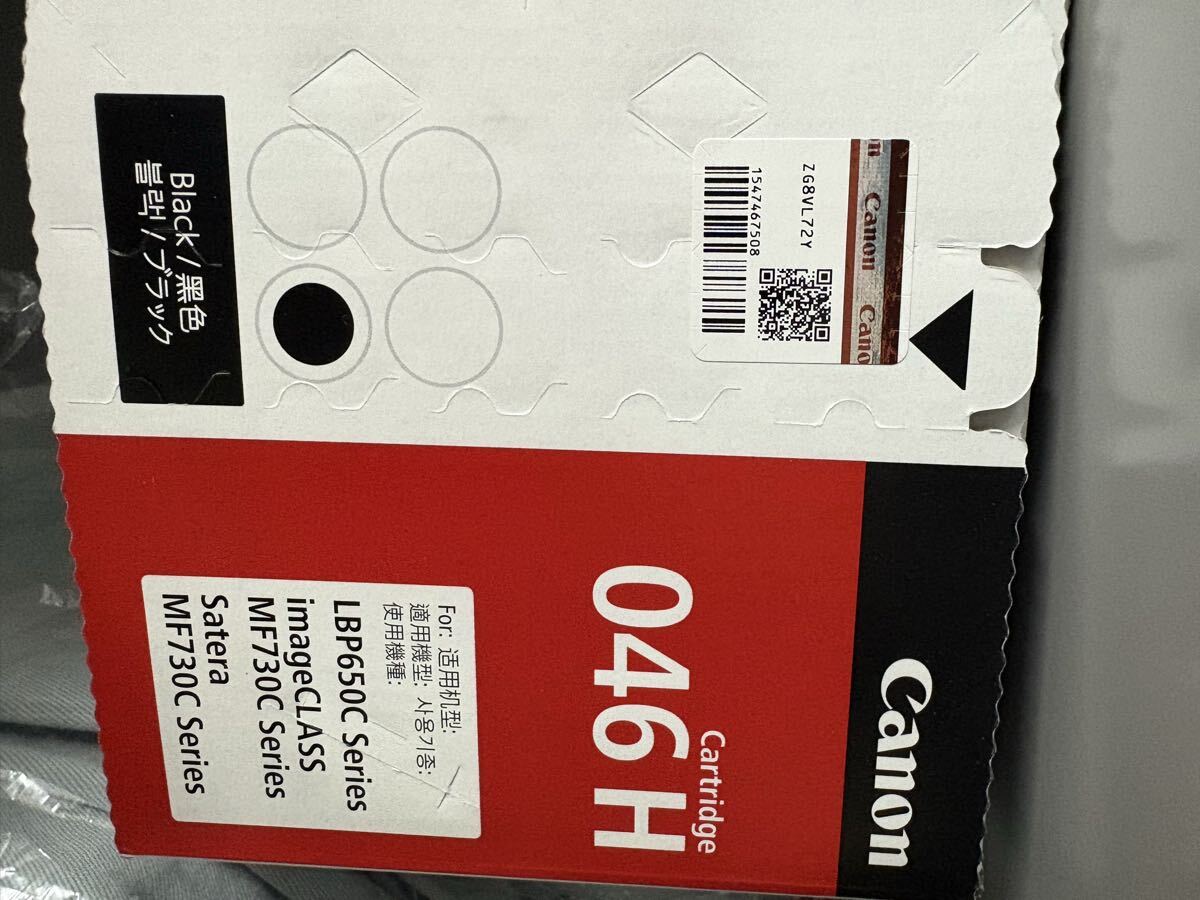 Canon
Cartridge
046 H
For: 适用机型:
適用機型: 사용기종:
使用機種:
LBP650C Series
imageCLASS
MF730C Series
Satera
MF730C Series
Canon
Canon
Cano
ZG8VL72Y
1547467508
Black / 黑色
블랙 / ブラック